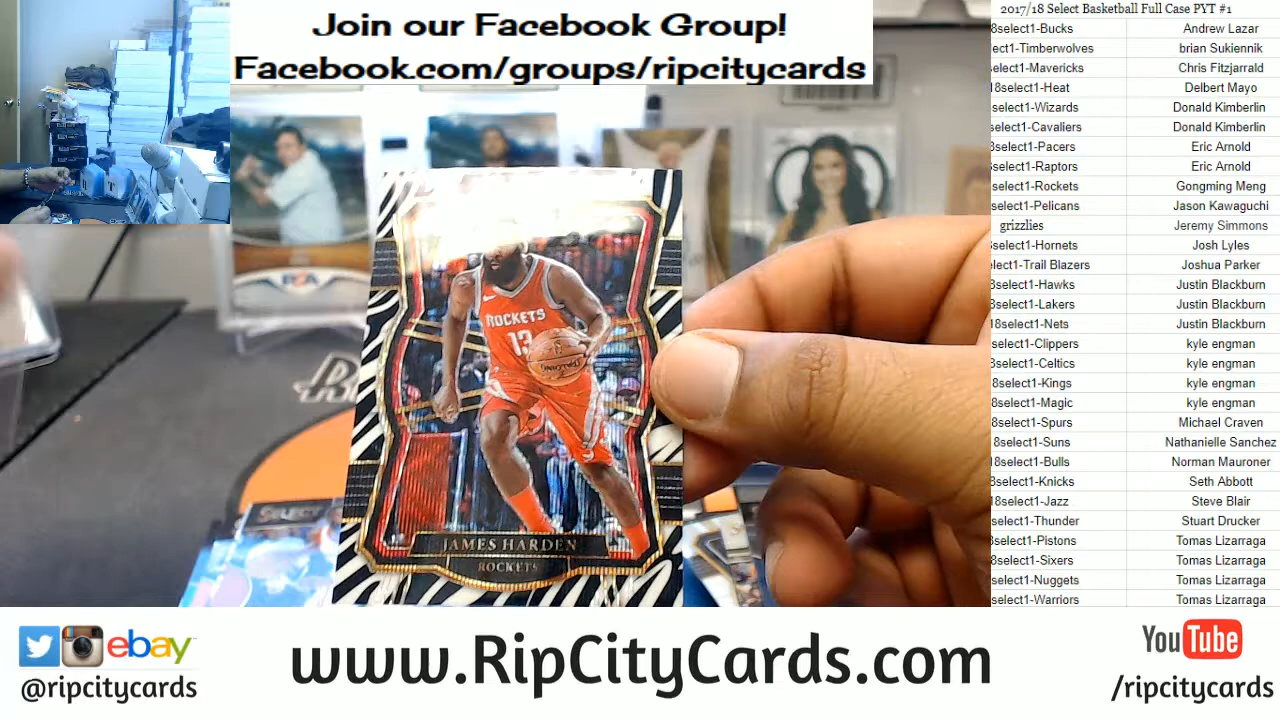 Join our Facebook Group!
Facebook.com/groups/ripcitycards
2017/18 Select Basketball Full Case PYT #1
8select1-Bucks Andrew Lazar
ect1-Timberwolves brian Sukiennik
elect1-Mavericks Chris Fitzjarrald
18select1-Heat Delbert Mayo
select1-Wizards Donald Kimberlin
select1-Cavaliers Donald Kimberlin
8select1-Pacers Eric Arnold
select1-Raptors Eric Arnold
select1-Rockets Gongming Meng
select1-Pelicans Jason Kawaguchi
grizzlies Jeremy Simmons
select1-Hornets Josh Lyles
lect1-Trail Blazers Joshua Parker
8select1-Hawks Justin Blackburn
8select1-Lakers Justin Blackburn
18select1-Nets Justin Blackburn
select1-Clippers kyle engman
select1-Celtics kyle engman
8select1-Kings kyle engman
8select1-Magic kyle engman
8select1-Spurs Michael Craven
8select1-Suns Nathanielle Sanchez
18select1-Bulls Norman Mauroner
8select1-Knicks Seth Abbott
18select1-Jazz Steve Blair
select1-Thunder Stuart Drucker
select1-Pistons Tomas Lizarraga
8select1-Sixers Tomas Lizarraga
select1-Nuggets Tomas Lizarraga
select1-Warriors Tomas Lizarraga
ROCKETS
13
JAMES HARDEN
ROCKETS
SELECT
ebay
@ripcitycards
www.RipCityCards.com
YouTube
/ripcitycards